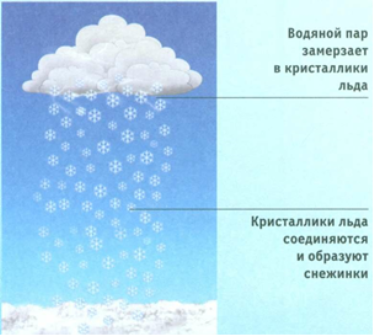 Водяной пар
замерзает
в кристаллики
льда
Кристаллики льда
соединяются
и образуют
снежинки